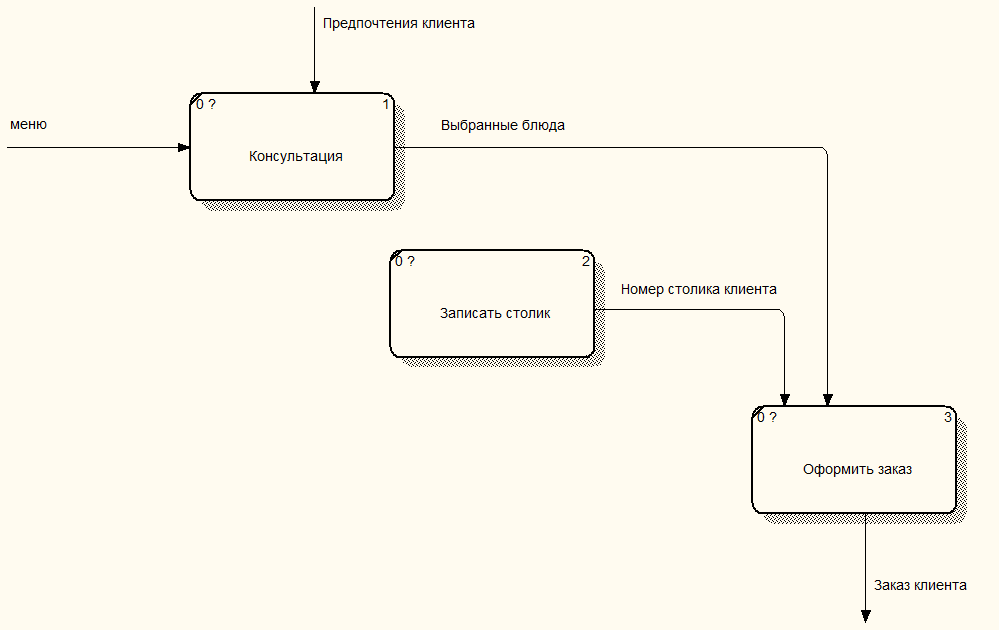 Предпочтения клиента
0 ?
1
меню
Выбранные блюда
Консультация
0 ?
2
Номер столика клиента
Записать столик
0 ?
3
Оформить заказ
Заказ клиента